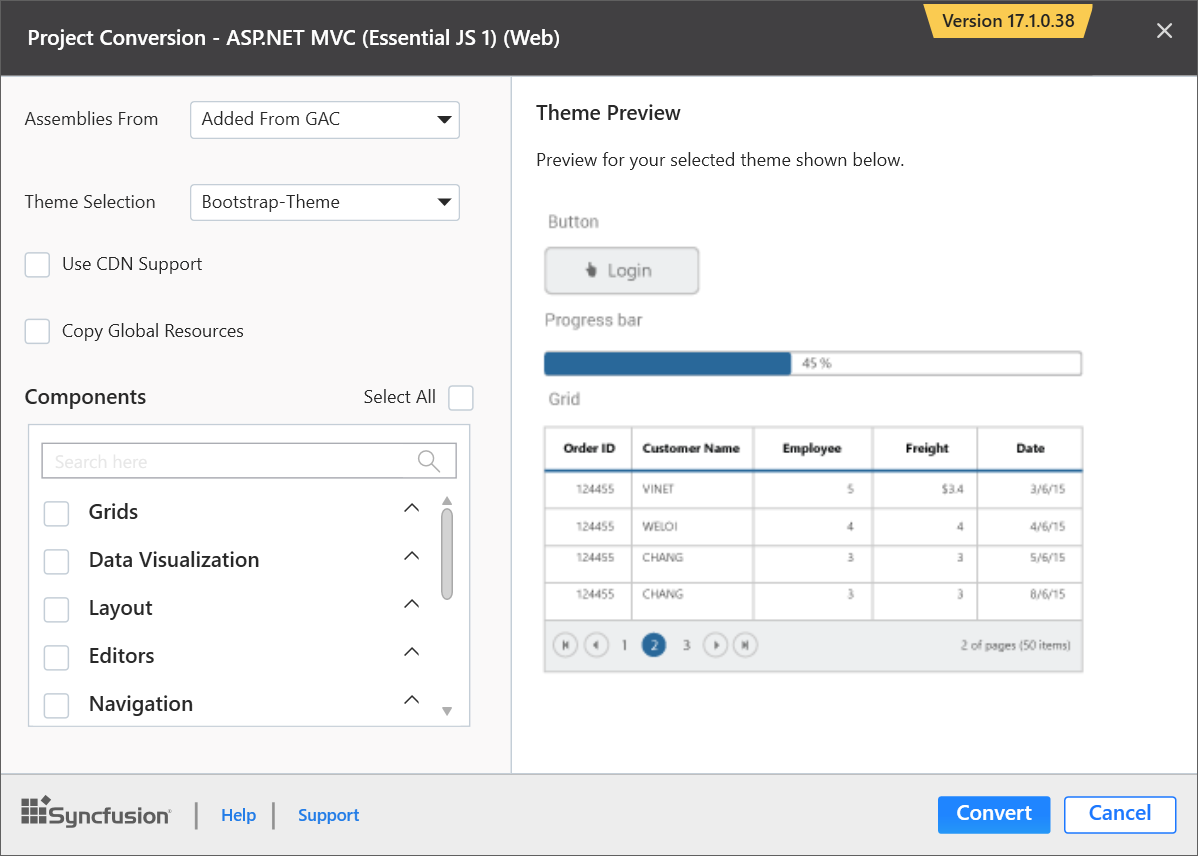 Project Conversion - ASP.NET MVC (Essential JS 1) (Web)
Version 17.1.0.38
Assemblies From
Added From GAC
Theme Selection
Bootstrap-Theme
Use CDN Support
Copy Global Resources
Components
Select All
Search here
Grids
Data Visualization
Layout
Editors
Navigation
Theme Preview
Preview for your selected theme shown below.
Button
Login
Progress bar
45 %
Grid
Order ID Customer Name Employee Freight Date
124455 VINET 5 $3.4 3/6/15
124455 WELOI 4 4 4/6/15
124455 CHANG 3 3 5/6/15
124455 CHANG 3 3 8/6/15
1 2 3 2 of pages (50 items)
Syncfusion
Help
Support
Convert
Cancel